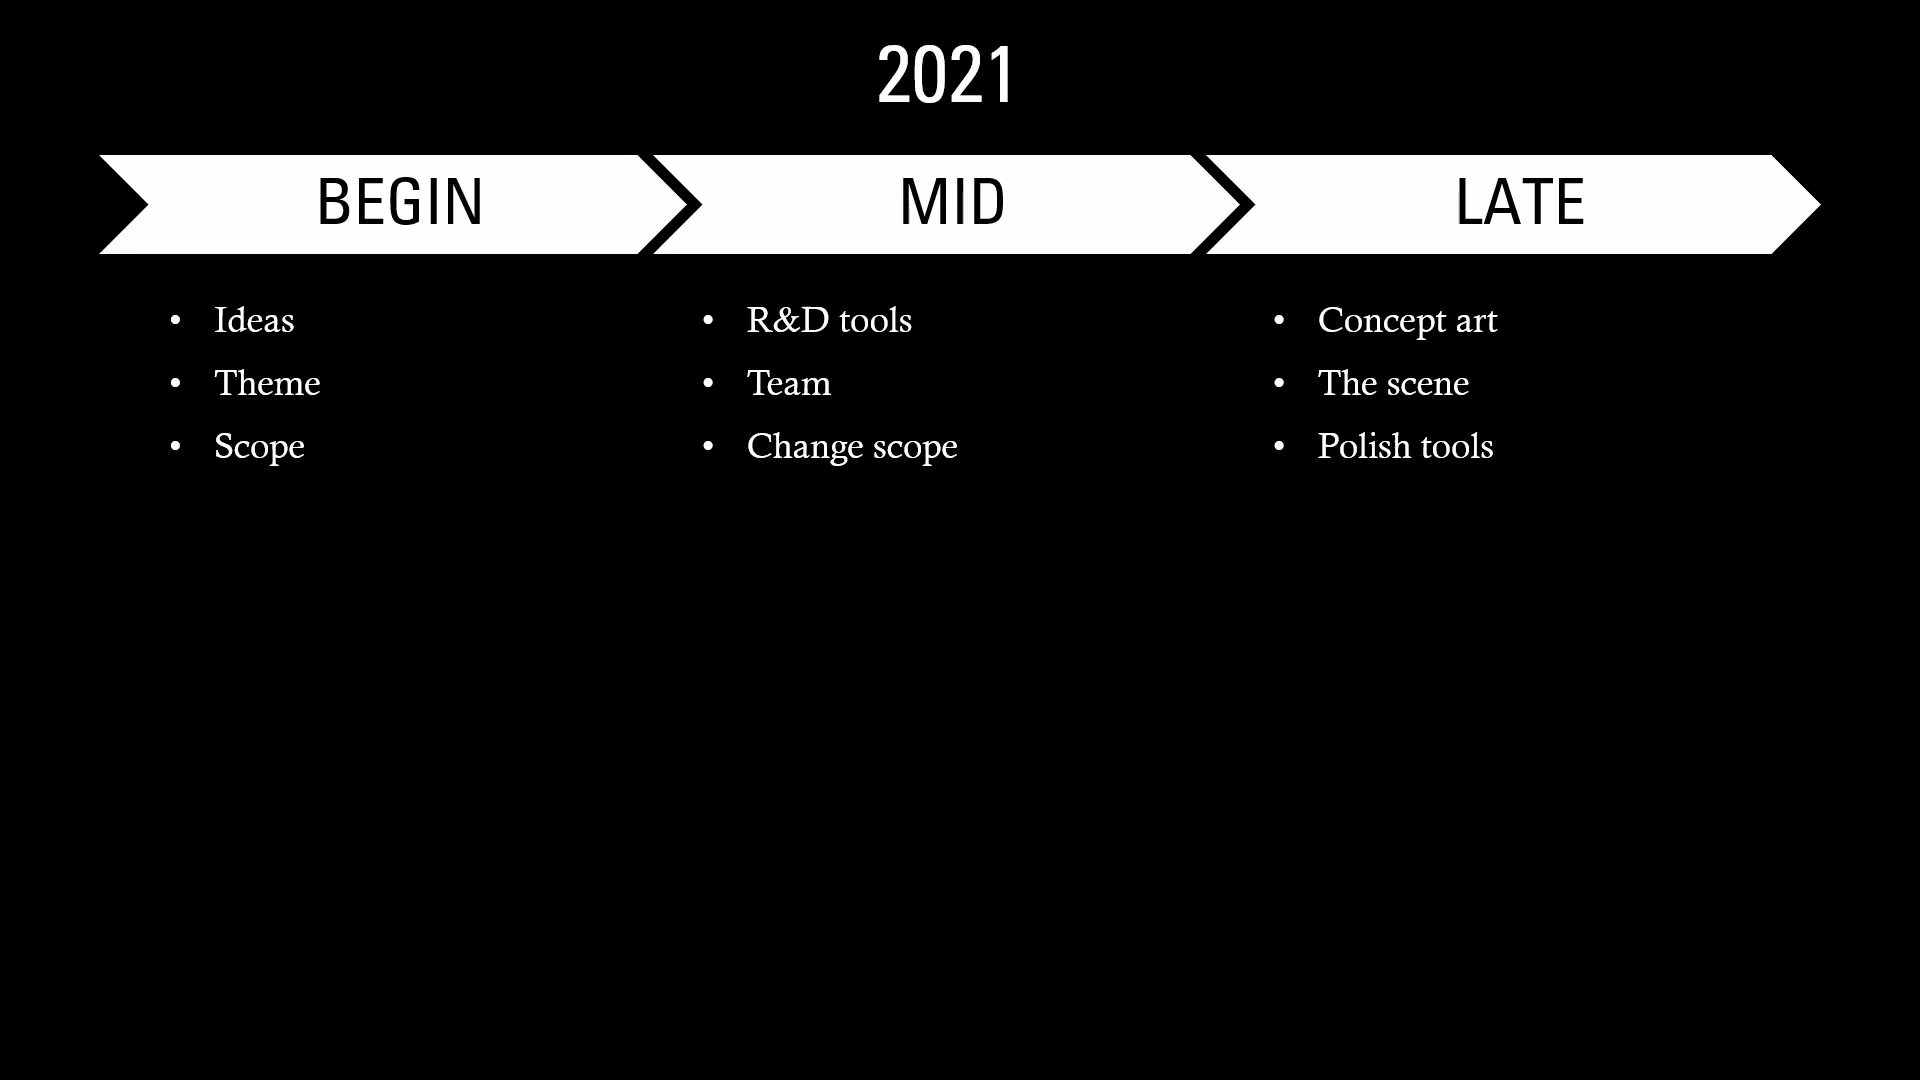 2021
BEGIN
MID
LATE
• Ideas
• Theme
• Scope
• R&D tools
• Team
• Change scope
• Concept art
• The scene
• Polish tools